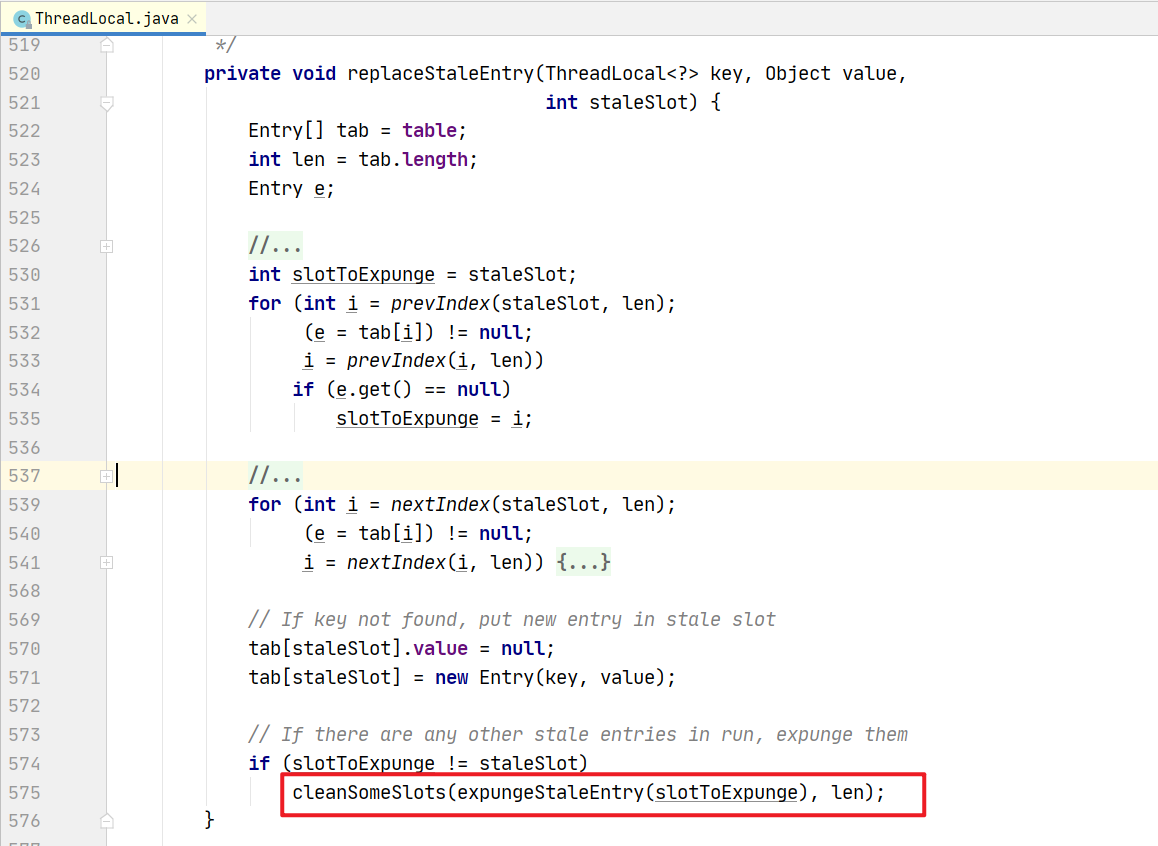 C ThreadLocal.java ×
519 */
520 private void replaceStaleEntry(ThreadLocal<?> key, Object value,
521 int staleSlot) {
522 Entry[] tab = table;
523 int len = tab.length;
524 Entry e;
525
526 //...
530 int slotToExpunge = staleSlot;
531 for (int i = prevIndex(staleSlot, len);
532 (e = tab[i]) != null;
533 i = prevIndex(i, len))
534 if (e.get() == null)
535 slotToExpunge = i;
536
537 //...
539 for (int i = nextIndex(staleSlot, len);
540 (e = tab[i]) != null;
541 i = nextIndex(i, len)) {...}
568
569 // If key not found, put new entry in stale slot
570 tab[staleSlot].value = null;
571 tab[staleSlot] = new Entry(key, value);
572
573 // If there are any other stale entries in run, expunge them
574 if (slotToExpunge != staleSlot)
575 cleanSomeSlots(expungeStaleEntry(slotToExpunge), len);
576 }